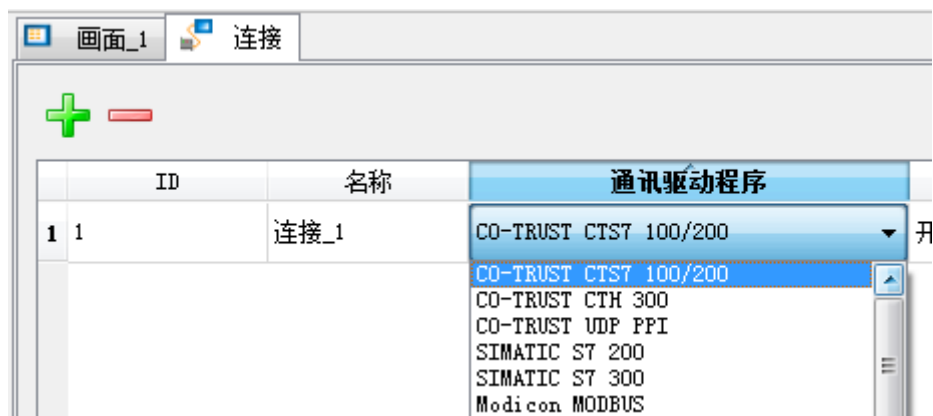 画面_1 连接
ID 名称 通讯驱动程序
1 1 连接_1 CO-TRUST CTS7 100/200 开
CO-TRUST CTS7 100/200
CO-TRUST CTH 300
CO-TRUST UDP PPI
SIMATIC S7 200
SIMATIC S7 300
Modicon MODBUS